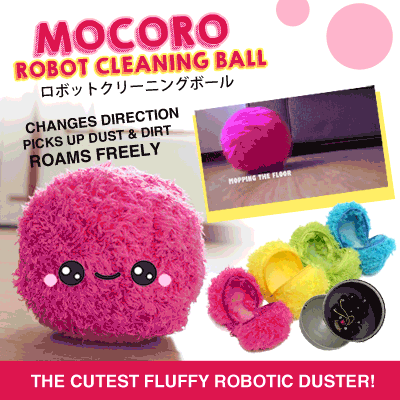 MOCORO
ROBOT CLEANING BALL
ロボットクリーニングボール
CHANGES DIRECTION
PICKS UP DUST & DIRT
ROAMS FREELY
MOPPING THE FLOOR
THE CUTEST FLUFFY ROBOTIC DUSTER!